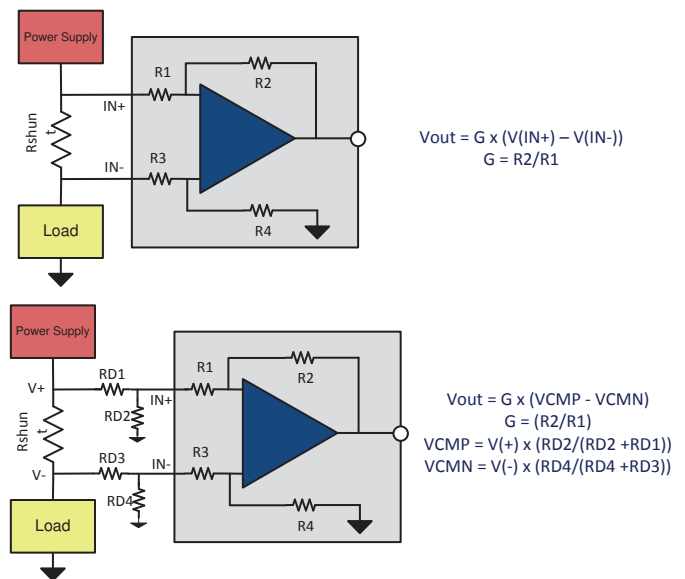 Power Supply
R1
R2
IN+
Rshun
t
R3
IN-
R4
Load
Vout = G x (V(IN+) – V(IN-))
G = R2/R1
Power Supply
V+
RD1
R1
R2
RD2
IN+
Rshun
t
RD3
R3
V-
IN-
RD4
R4
Load
Vout = G x (VCMP - VCMN)
G = (R2/R1)
VCMP = V(+) x (RD2/(RD2 +RD1))
VCMN = V(-) x (RD4/(RD4 +RD3))